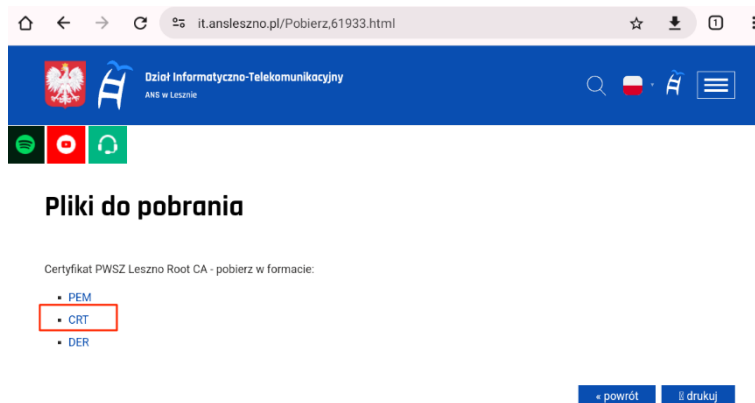 it.ansleszno.pl/Pobierz,61933.html
1
Dział Informatyczno-Telekomunikacyjny
ANS w Lesznie
Pliki do pobrania
Certyfikat PWSZ Leszno Root CA - pobierz w formacie:
PEM
CRT
DER
« powrót
drukuj